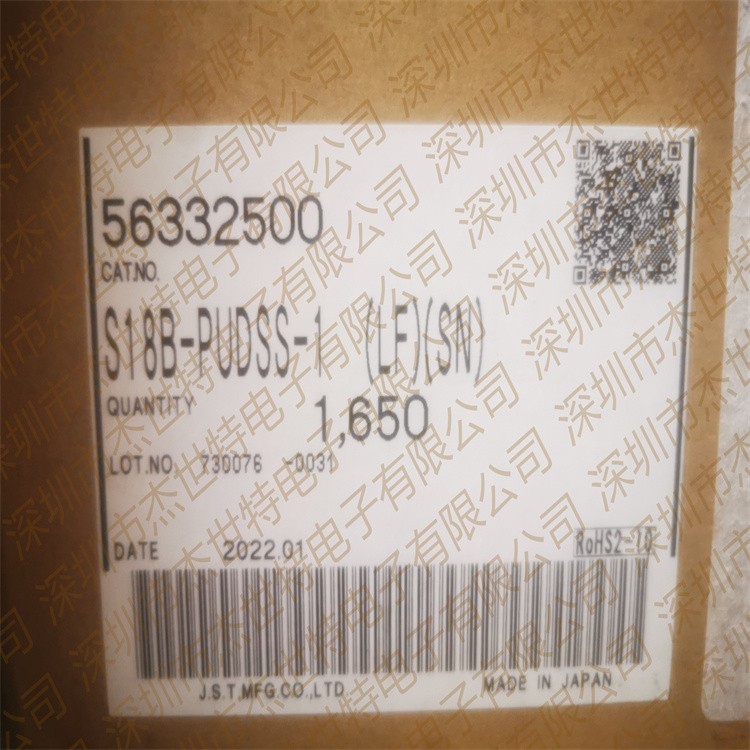 56332500
CAT.NO.
S18B-PUDSS-1 (LF)(SN)
QUANTITY 1,650
LOT.NO. 730076 -0031
DATE 2022.01 RoHS2-10
J.S.T.MFG.CO.,LTD. MADE IN JAPAN
深圳市杰世特电子有限公司